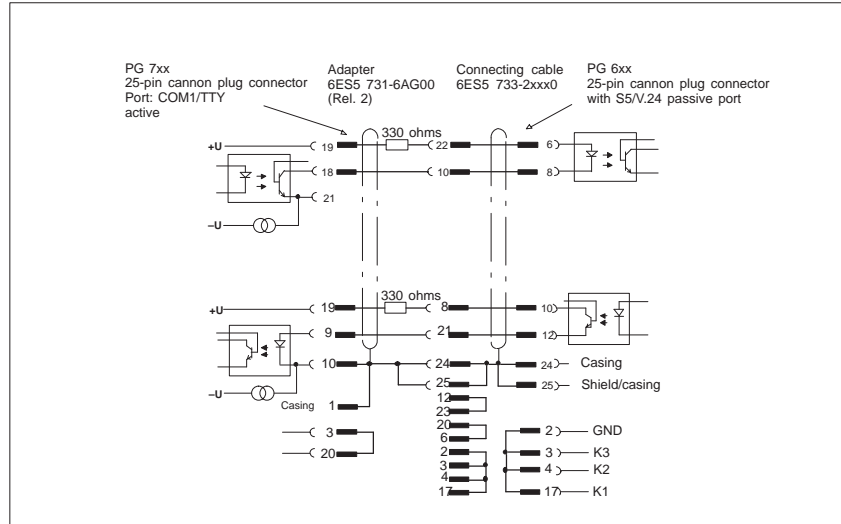 PG 7xx
25-pin cannon plug connector
Port: COM1/TTY
active
Adapter
6ES5 731-6AG00
(Rel. 2)
Connecting cable
6ES5 733-2xxx0
PG 6xx
25-pin cannon plug connector
with S5/V.24 passive port
+U 19 330 ohms 22 6
18 10 8
21
–U
+U 19 330 ohms 8 10
9 21 12
10 24 24 Casing
25 25 Shield/casing
Casing 1 12
23
3 20 2 GND
20 6 3 K3
2 4 K2
3
4
17 17 K1